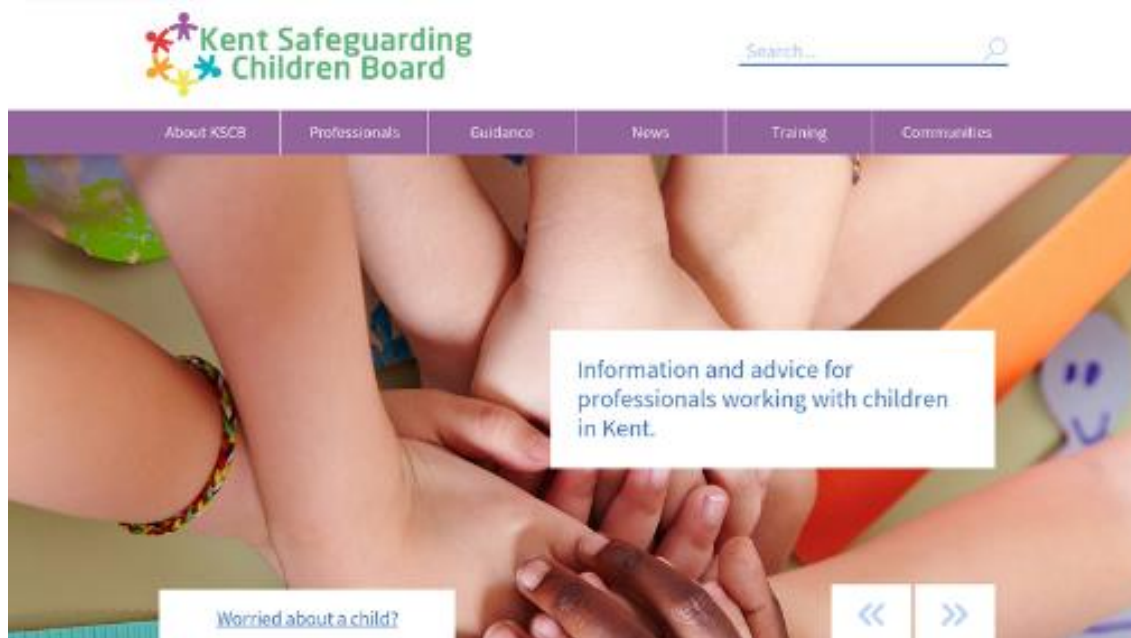 Kent Safeguarding
Children Board
Search...
About KSCB
Professionals
Guidance
News
Training
Communities
Information and advice for
professionals working with children
in Kent.
Worried about a child?